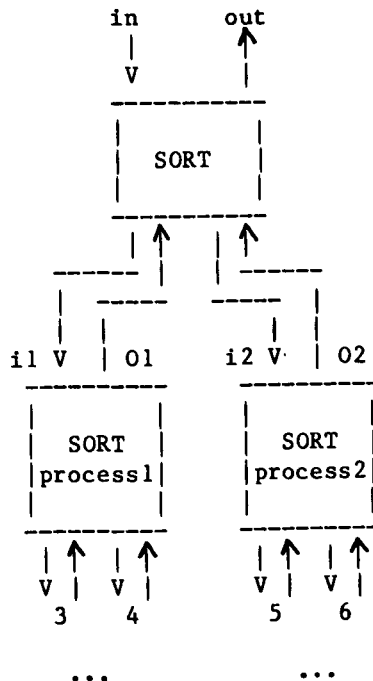 in out
V
SORT
i1 V O1 i2 V O2
SORT SORT
process1 process2
V V V V
3 4 5 6
... ...